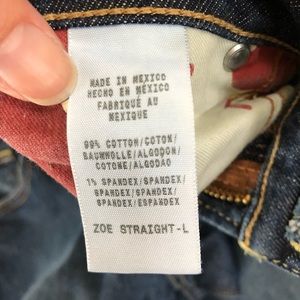 MADE IN MEXICO
HECHO EN MÉXICO
FABRIQUÉ AU
MEXIQUE
99% COTTON/COTON/
BAUMWOLLE/ALGODON/
COTONE/ALGODAO
1% SPANDEX/SPANDEX/
SPANDEX/SPANDEX/
SPANDEX/ESPANDEX
ZOE STRAIGHT-L